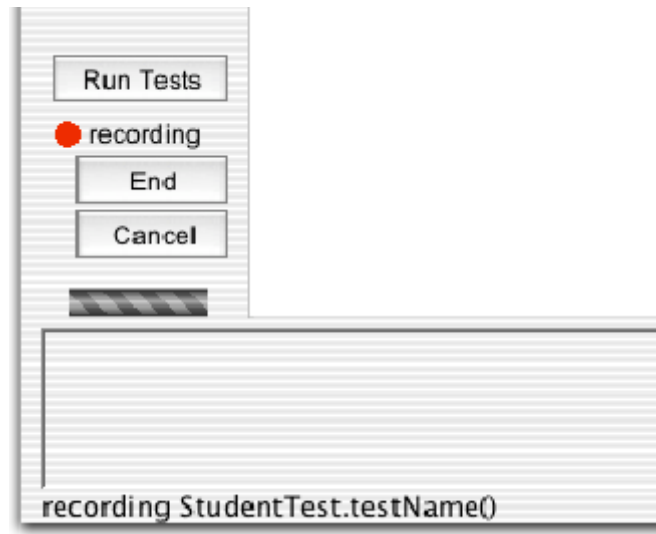 Run Tests
recording
End
Cancel
recording StudentTest.testName()